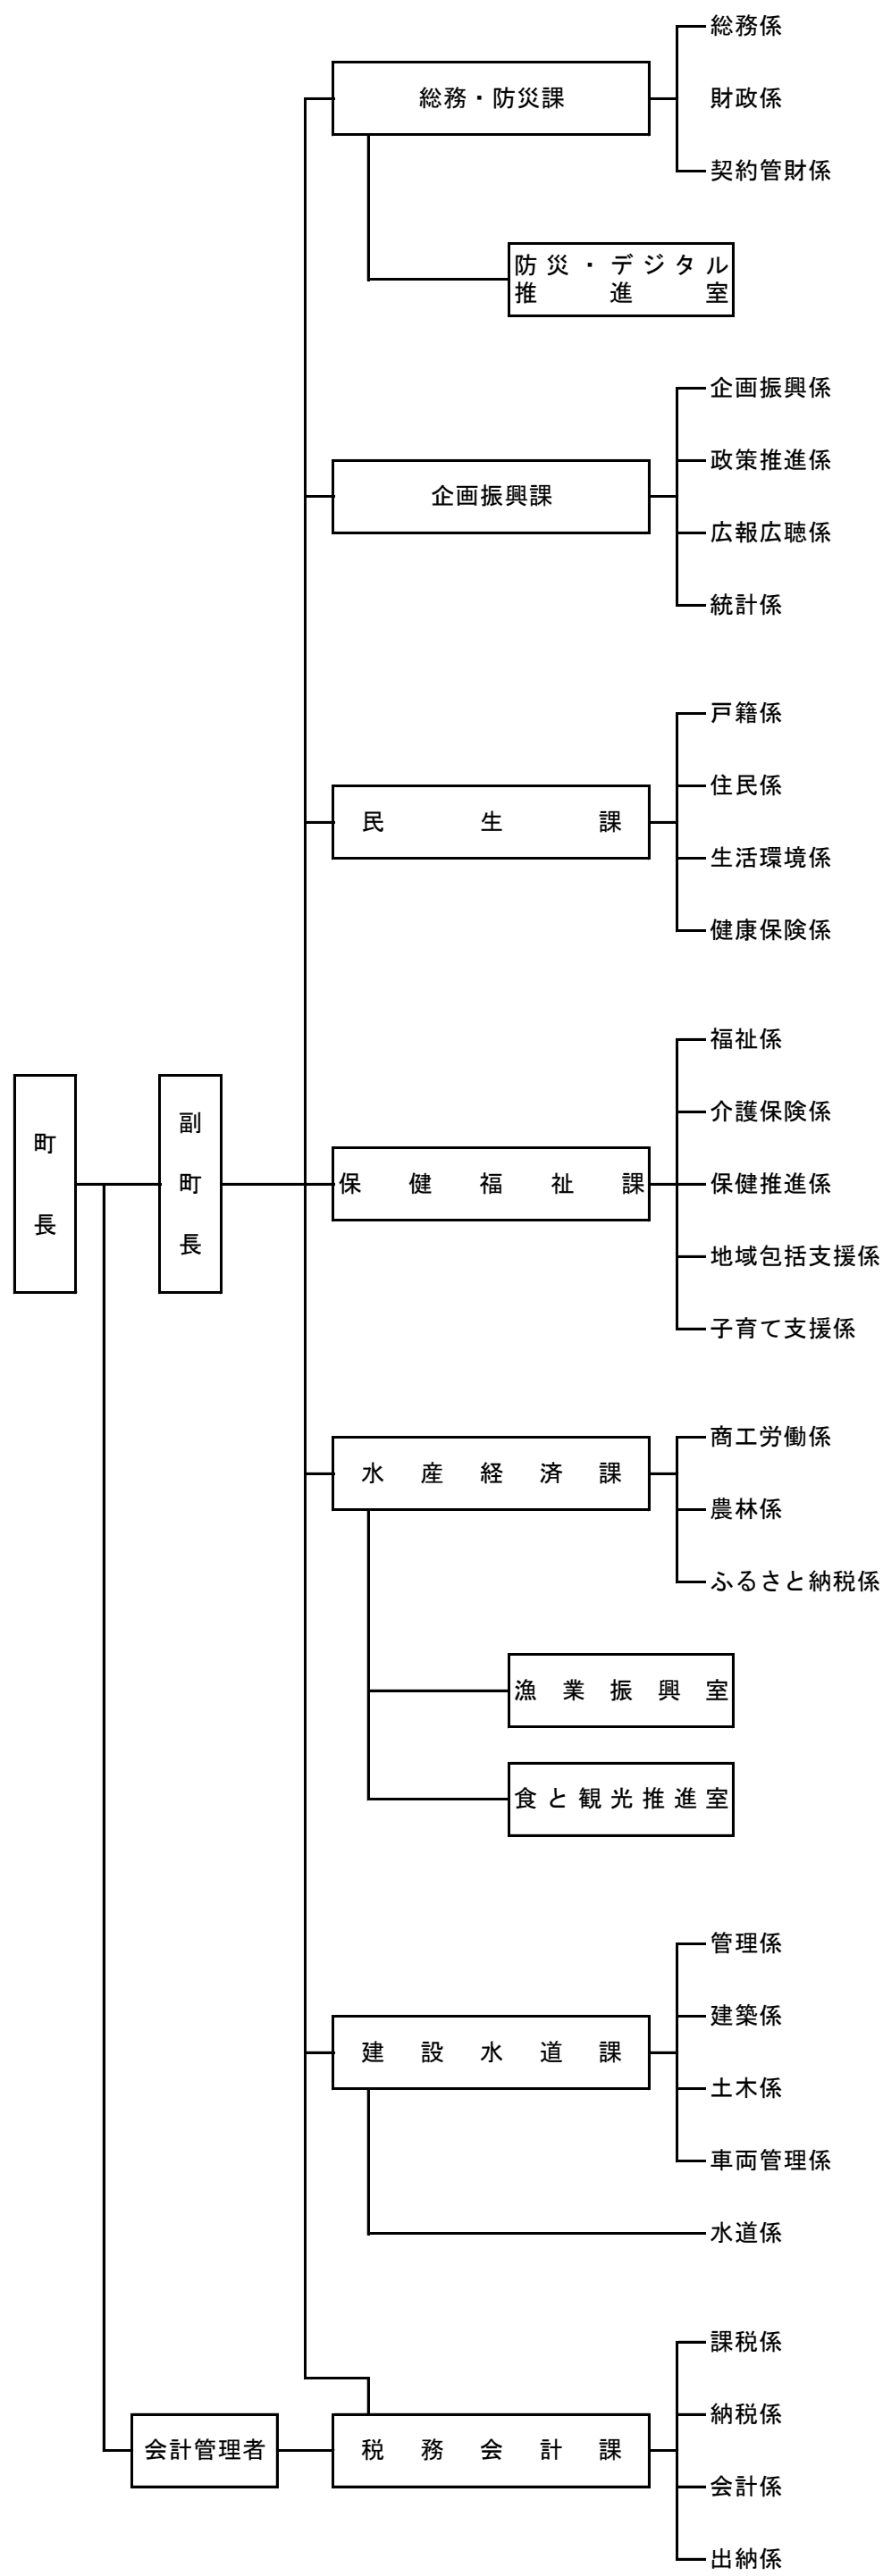 総務係
総務・防災課
財政係
契約管財係
防災・デジタル
推進室
企画振興係
政策推進係
企画振興課
広報広聴係
統計係
戸籍係
住民係
民生課
生活環境係
健康保険係
福祉係
介護保険係
町長
副町長
保健福祉課
保健推進係
地域包括支援係
子育て支援係
商工労働係
水産経済課
農林係
ふるさと納税係
漁業振興室
食と観光推進室
管理係
建築係
建設水道課
土木係
車両管理係
水道係
課税係
納税係
会計管理者
税務会計課
会計係
出納係